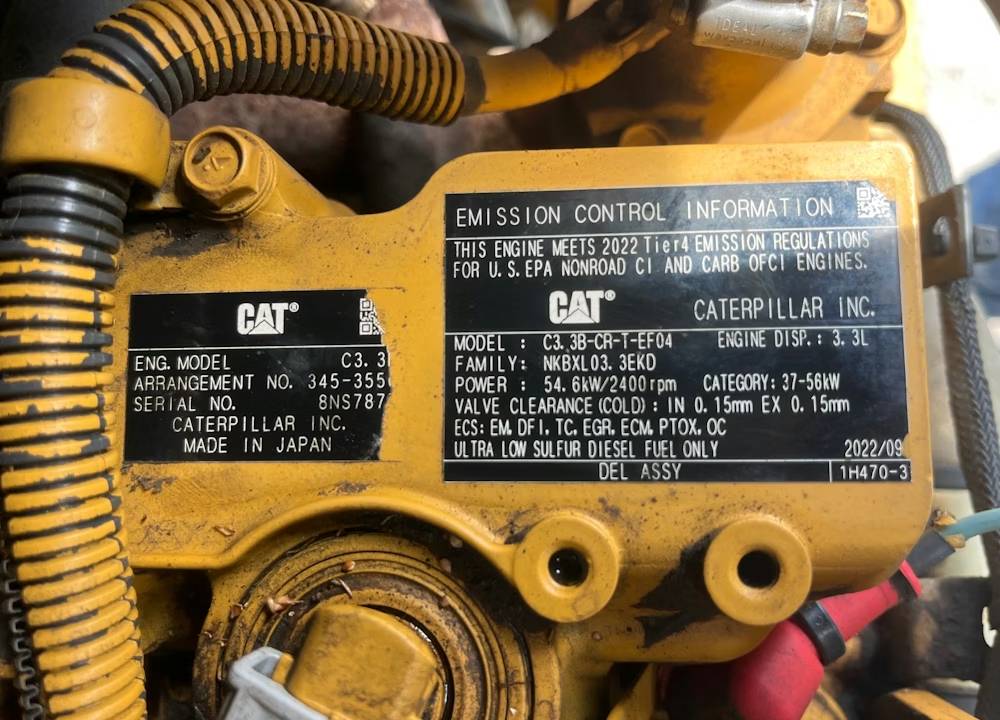 IDEAL
CAT®
ENG. MODEL C3.3
ARRANGEMENT NO. 345-355
SERIAL NO. 8NS787
CATERPILLAR INC.
MADE IN JAPAN
EMISSION CONTROL INFORMATION
THIS ENGINE MEETS 2022 Tier4 EMISSION REGULATIONS
FOR U.S.EPA NONROAD CI AND CARB OFCI ENGINES.
CAT® CATERPILLAR INC.
MODEL : C3.3B-CR-T-EF04 ENGINE DISP.: 3.3L
FAMILY: NKBXL03.3EKD
POWER : 54.6kW/2400rpm CATEGORY: 37-56kW
VALVE CLEARANCE(COLD): IN 0.15mm EX 0.15mm
ECS: EM, DFI, TC, EGR, ECM, PTOX, OC
ULTRA LOW SULFUR DIESEL FUEL ONLY 2022/09
DEL ASSY 1H470-3